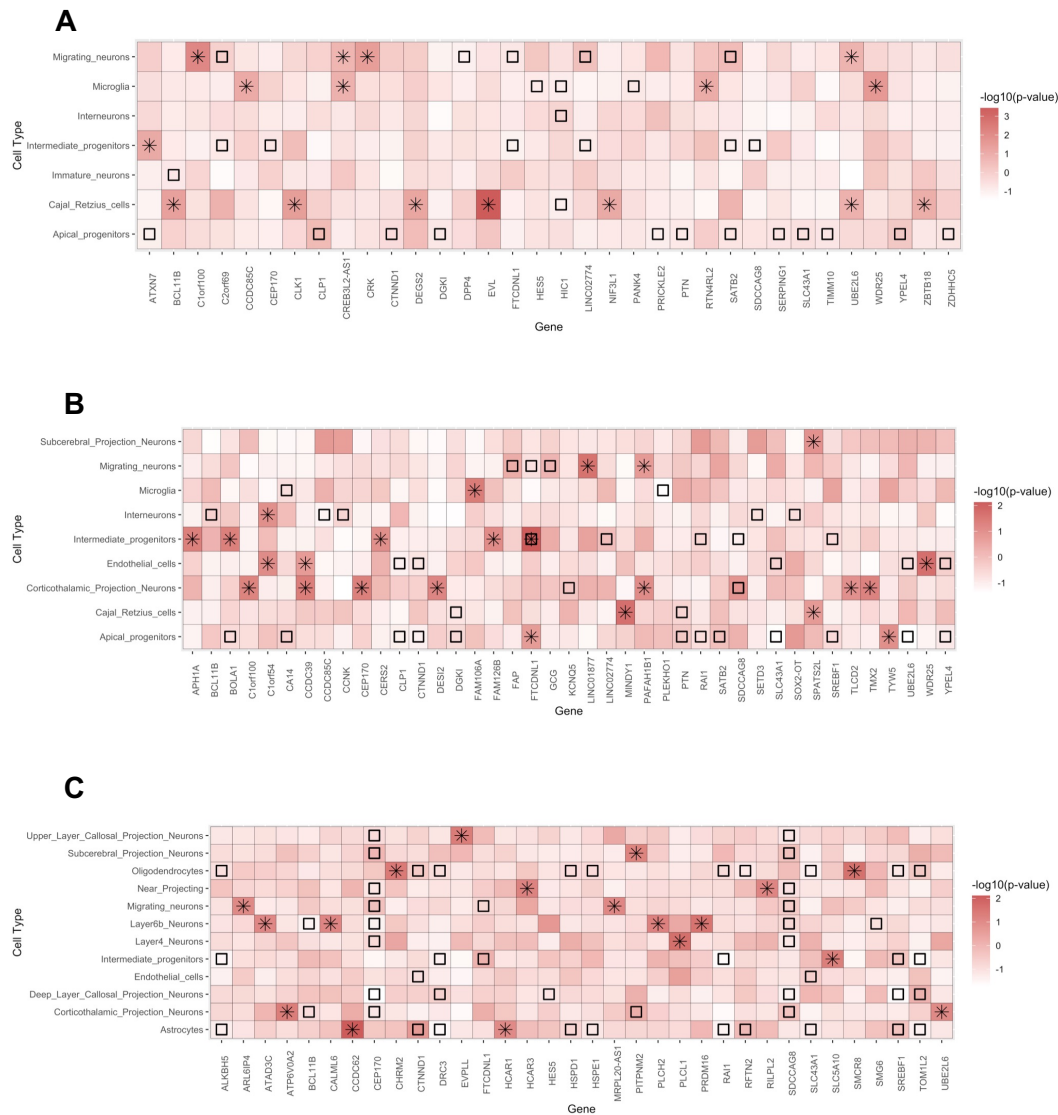 A
Migrating_neurons
Microglia
Interneurons
Intermediate_progenitors
Immature_neurons
Cajal_Retzius_cells
Apical_progenitors
Cell Type
ATXN7
BCL11B
C1orf100
C2orf69
CCDC85C
CEP170
CLK1
CLP1
CREB3L2-AS1
CRK
CTNND1
DEGS2
DGKI
DPP4
EVL
FTCDNL1
HES5
HIC1
LINC02774
NIF3L1
PANK4
PRICKLE2
PTN
RTN4RL2
SATB2
SDCCAG8
SERPING1
SLC43A1
TIMM10
UBE2L6
WDR25
YPEL4
ZBTB18
ZDHHC5
Gene
-log10(p-value)
3
2
1
0
-1
B
Subcerebral_Projection_Neurons
Migrating_neurons
Microglia
Interneurons
Intermediate_progenitors
Endothelial_cells
Corticothalamic_Projection_Neurons
Cajal_Retzius_cells
Apical_progenitors
Cell Type
APH1A
BCL11B
BOLA1
C1orf100
C1orf54
CA14
CCDC39
CCDC85C
CCNK
CEP170
CERS2
CLP1
CTNND1
DESI2
DGKI
FAM106A
FAM126B
FAP
FTCDNL1
GCG
KCNQ5
LINC01877
LINC02774
MINDY1
PAFAH1B1
PLEKHO1
PTN
RAI1
SATB2
SDCCAG8
SETD3
SLC43A1
SOX2-OT
SPATS2L
SREBF1
TLCD2
TMX2
TYW5
UBE2L6
WDR25
YPEL4
Gene
-log10(p-value)
2
1
0
-1
C
Upper_Layer_Callosal_Projection_Neurons
Subcerebral_Projection_Neurons
Oligodendrocytes
Near_Projecting
Migrating_neurons
Layer6b_Neurons
Layer4_Neurons
Intermediate_progenitors
Endothelial_cells
Deep_Layer_Callosal_Projection_Neurons
Corticothalamic_Projection_Neurons
Astrocytes
Cell Type
ALKBH5
ARL6IP4
ATAD3C
ATP6V0A2
BCL11B
CALML6
CCDC62
CEP170
CHRM2
CTNND1
DRC3
EVPLL
FTCDNL1
HCAR1
HCAR3
HES5
HSPD1
HSPE1
MRPL20-AS1
PITPNM2
PLCH2
PLCL1
PRDM16
RAI1
RFTN2
RILPL2
SDCCAG8
SLC43A1
SLC5A10
SMCR8
SMG6
SREBF1
TOM1L2
UBE2L6
Gene
-log10(p-value)
2
1
0
-1